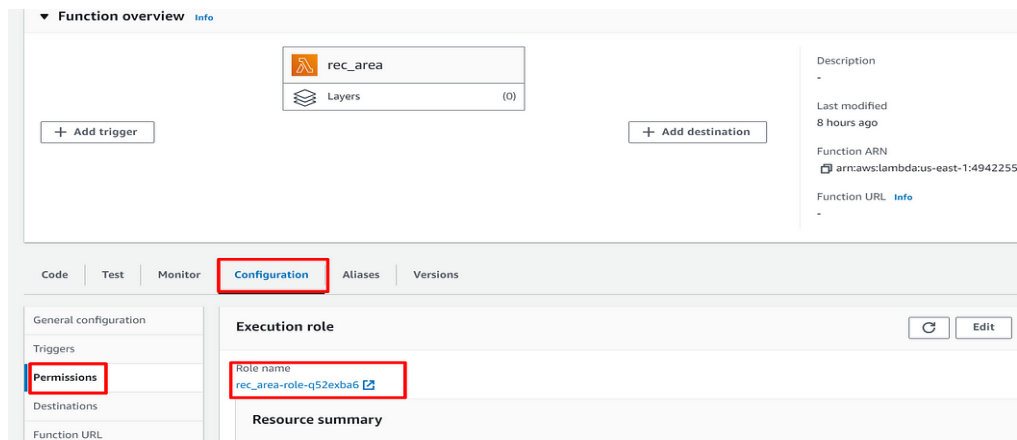 Function overview Info
rec_area
Layers (0)
+ Add trigger
+ Add destination
Description
-
Last modified
8 hours ago
Function ARN
arn:aws:lambda:us-east-1:4942255
Function URL Info
-
Code Test Monitor Configuration Aliases Versions
General configuration
Triggers
Permissions
Destinations
Function URL
Execution role
Edit
Role name
rec_area-role-q52exba6
Resource summary